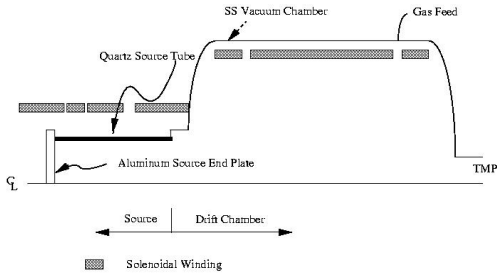 SS Vacuum Chamber
Gas Feed
Quartz Source Tube
Aluminum Source End Plate
CL
TMP
Source
Drift Chamber
Solenoidal Winding